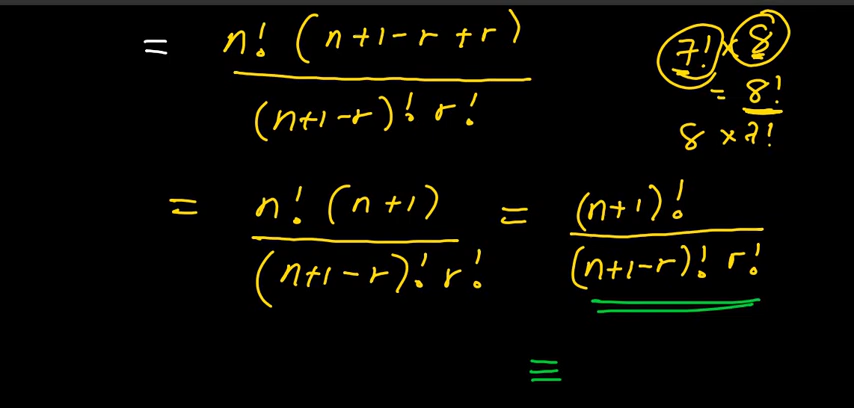 = n! (n+1-r+r) / (n+1-r)! r!
7! × 8
= 8!
8 × 7!
= n! (n+1) / (n+1-r)! r! = (n+1)! / (n+1-r)! r!
≡